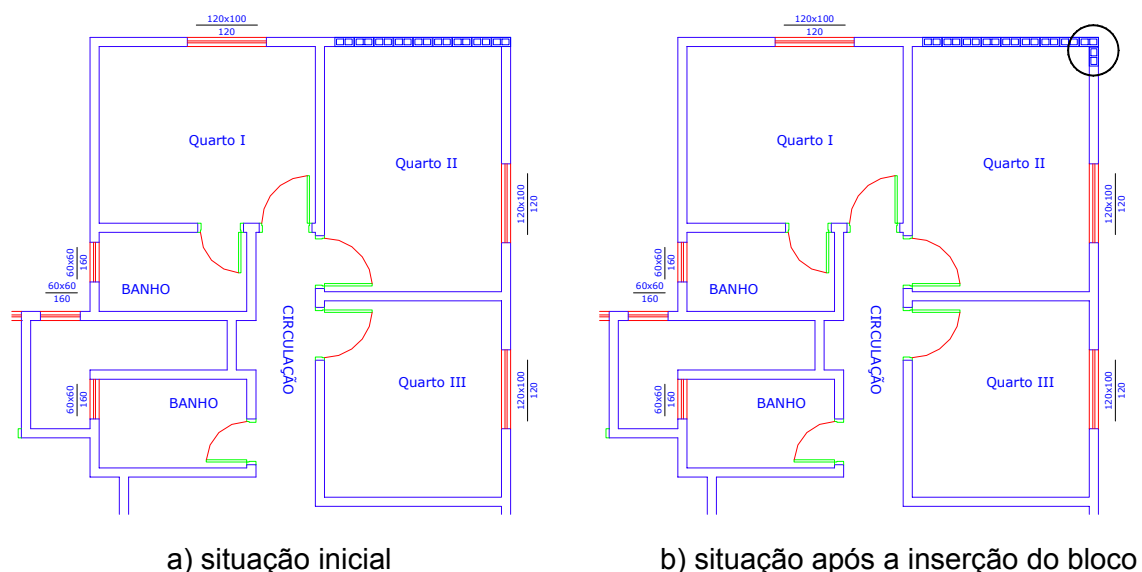 120x100
120
Quarto I
Quarto II
120x100
120
60x60
160
60x60
160
BANHO
CIRCULAÇÃO
Quarto III
120x100
120
60x60
160
BANHO
a) situação inicial
120x100
120
Quarto I
Quarto II
120x100
120
60x60
160
60x60
160
BANHO
CIRCULAÇÃO
Quarto III
120x100
120
60x60
160
BANHO
b) situação após a inserção do bloco